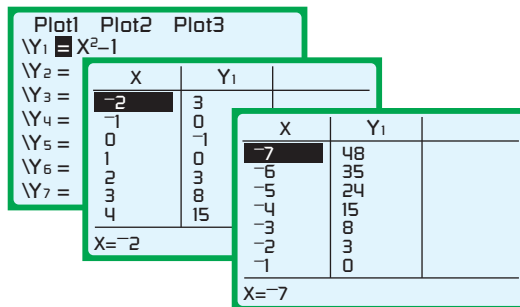 Plot1 Plot2 Plot3
\Y₁ = X²–1
\Y₂ =
\Y₃ =
\Y₄ =
\Y₅ =
\Y₆ =
\Y₇ =
X Y₁
⁻2 3
⁻1 0
0 ⁻1
1 0
2 3
3 8
4 15
X=⁻2
X Y₁
⁻7 48
⁻6 35
⁻5 24
⁻4 15
⁻3 8
⁻2 3
⁻1 0
X=⁻7